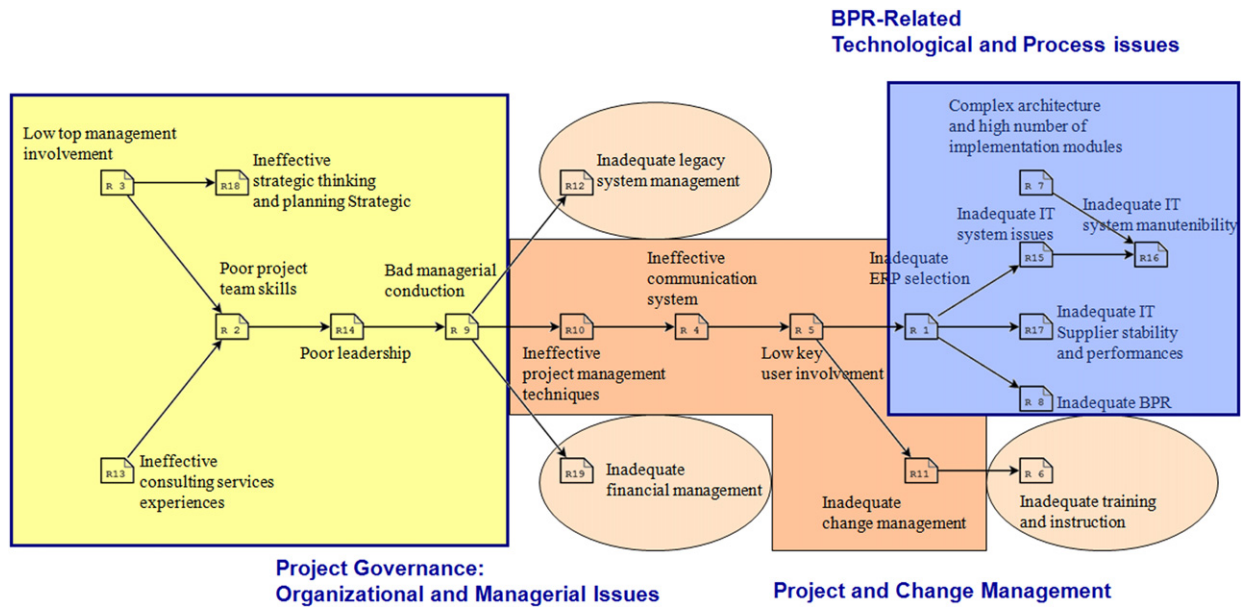 BPR-Related
Technological and Process issues
Low top management
involvement
R 3
R18
Ineffective
strategic thinking
and planning Strategic
Poor project
team skills
R 2
R14
Poor leadership
Bad managerial
conduction
R 9
R13
Ineffective
consulting services
experiences
Project Governance:
Organizational and Managerial Issues
R12
Inadequate legacy
system management
R10
Ineffective
project management
techniques
Ineffective
communication
system
R 4
R 5
Low key
user involvement
R19
Inadequate
financial management
R11
Inadequate
change management
R 6
Inadequate training
and instruction
Project and Change Management
Complex architecture
and high number of
implementation modules
R 7
Inadequate IT
system manutenibility
R16
Inadequate IT
system issues
R15
Inadequate
ERP selection
R 1
R17
Inadequate IT
Supplier stability
and performances
R 8
Inadequate BPR